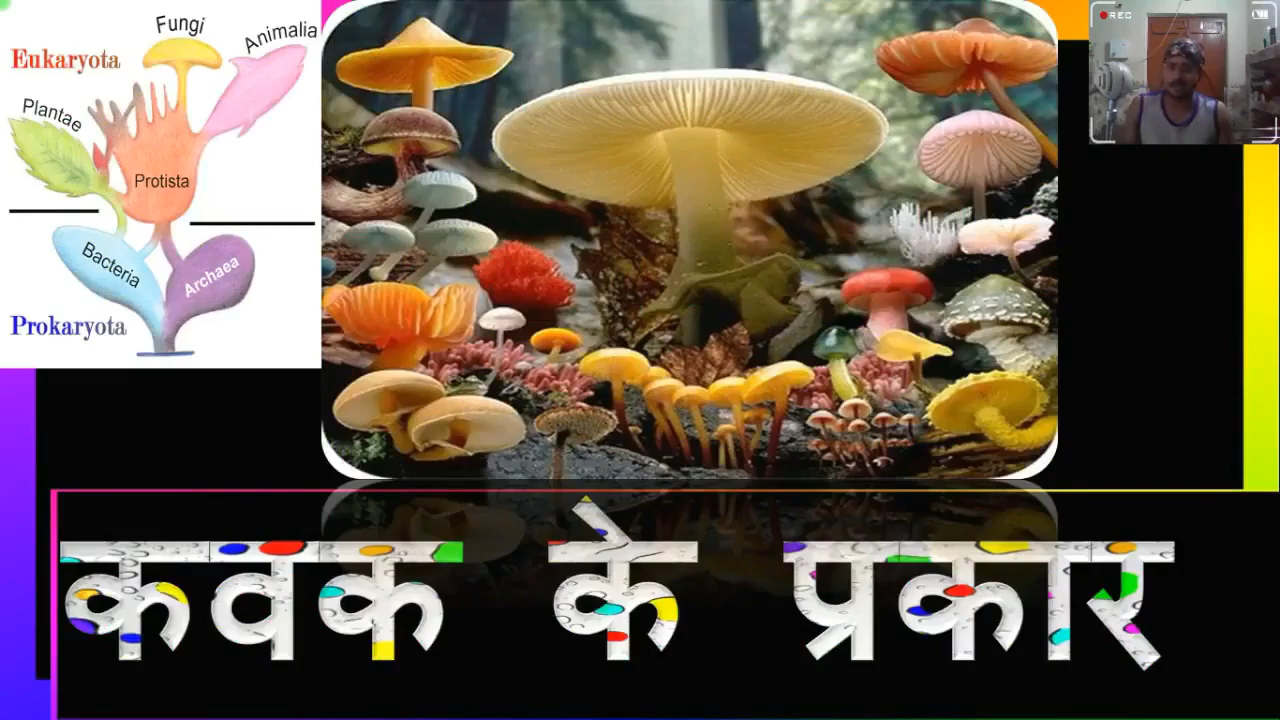 Fungi
Animalia
Eukaryota
Plantae
Protista
Bacteria
Archaea
Prokaryota
REC
कवक के प्रकार